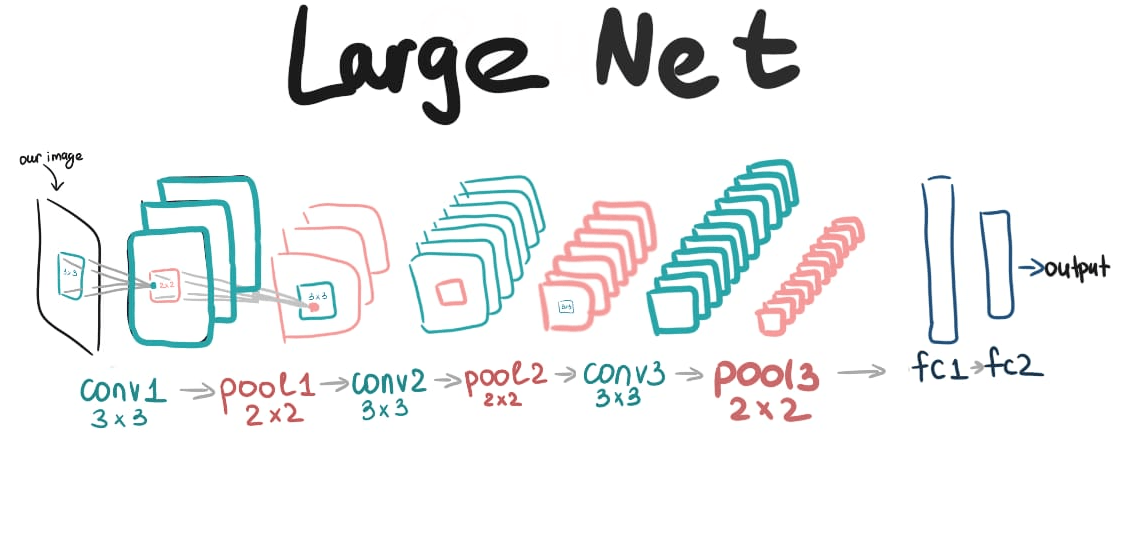 Large Net
our image
3x3
2x2
3x3
3x3
conv1 → pool1 → conv2 → pool2 → conv3 → pool3 → fc1 → fc2
→output
3x3
2x2
3x3
2x2
3x3
2x2